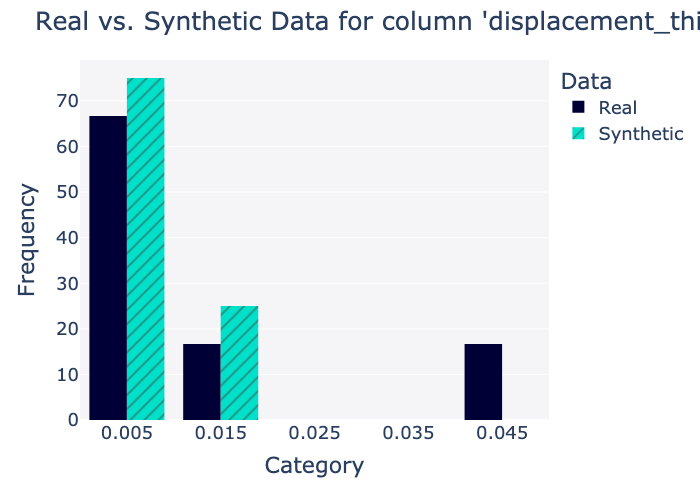 Real vs. Synthetic Data for column 'displacement_thi
Data
Real
Synthetic
Frequency
70
60
50
40
30
20
10
0
0.005 0.015 0.025 0.035 0.045
Category